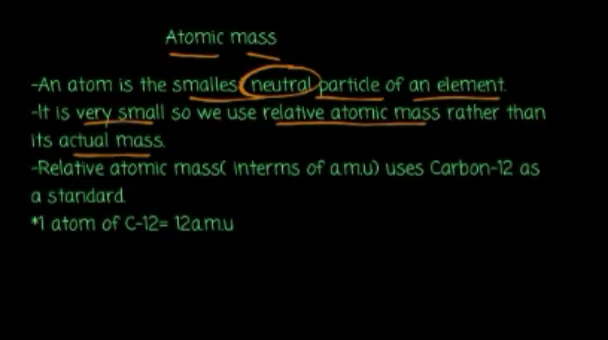 Atomic mass
-An atom is the smalles neutral particle of an element.
-It is very small so we use relative atomic mass rather than
its actual mass.
-Relative atomic mass( interms of a.m.u) uses Carbon-12 as
a standard.
*1 atom of C-12= 12a.m.u